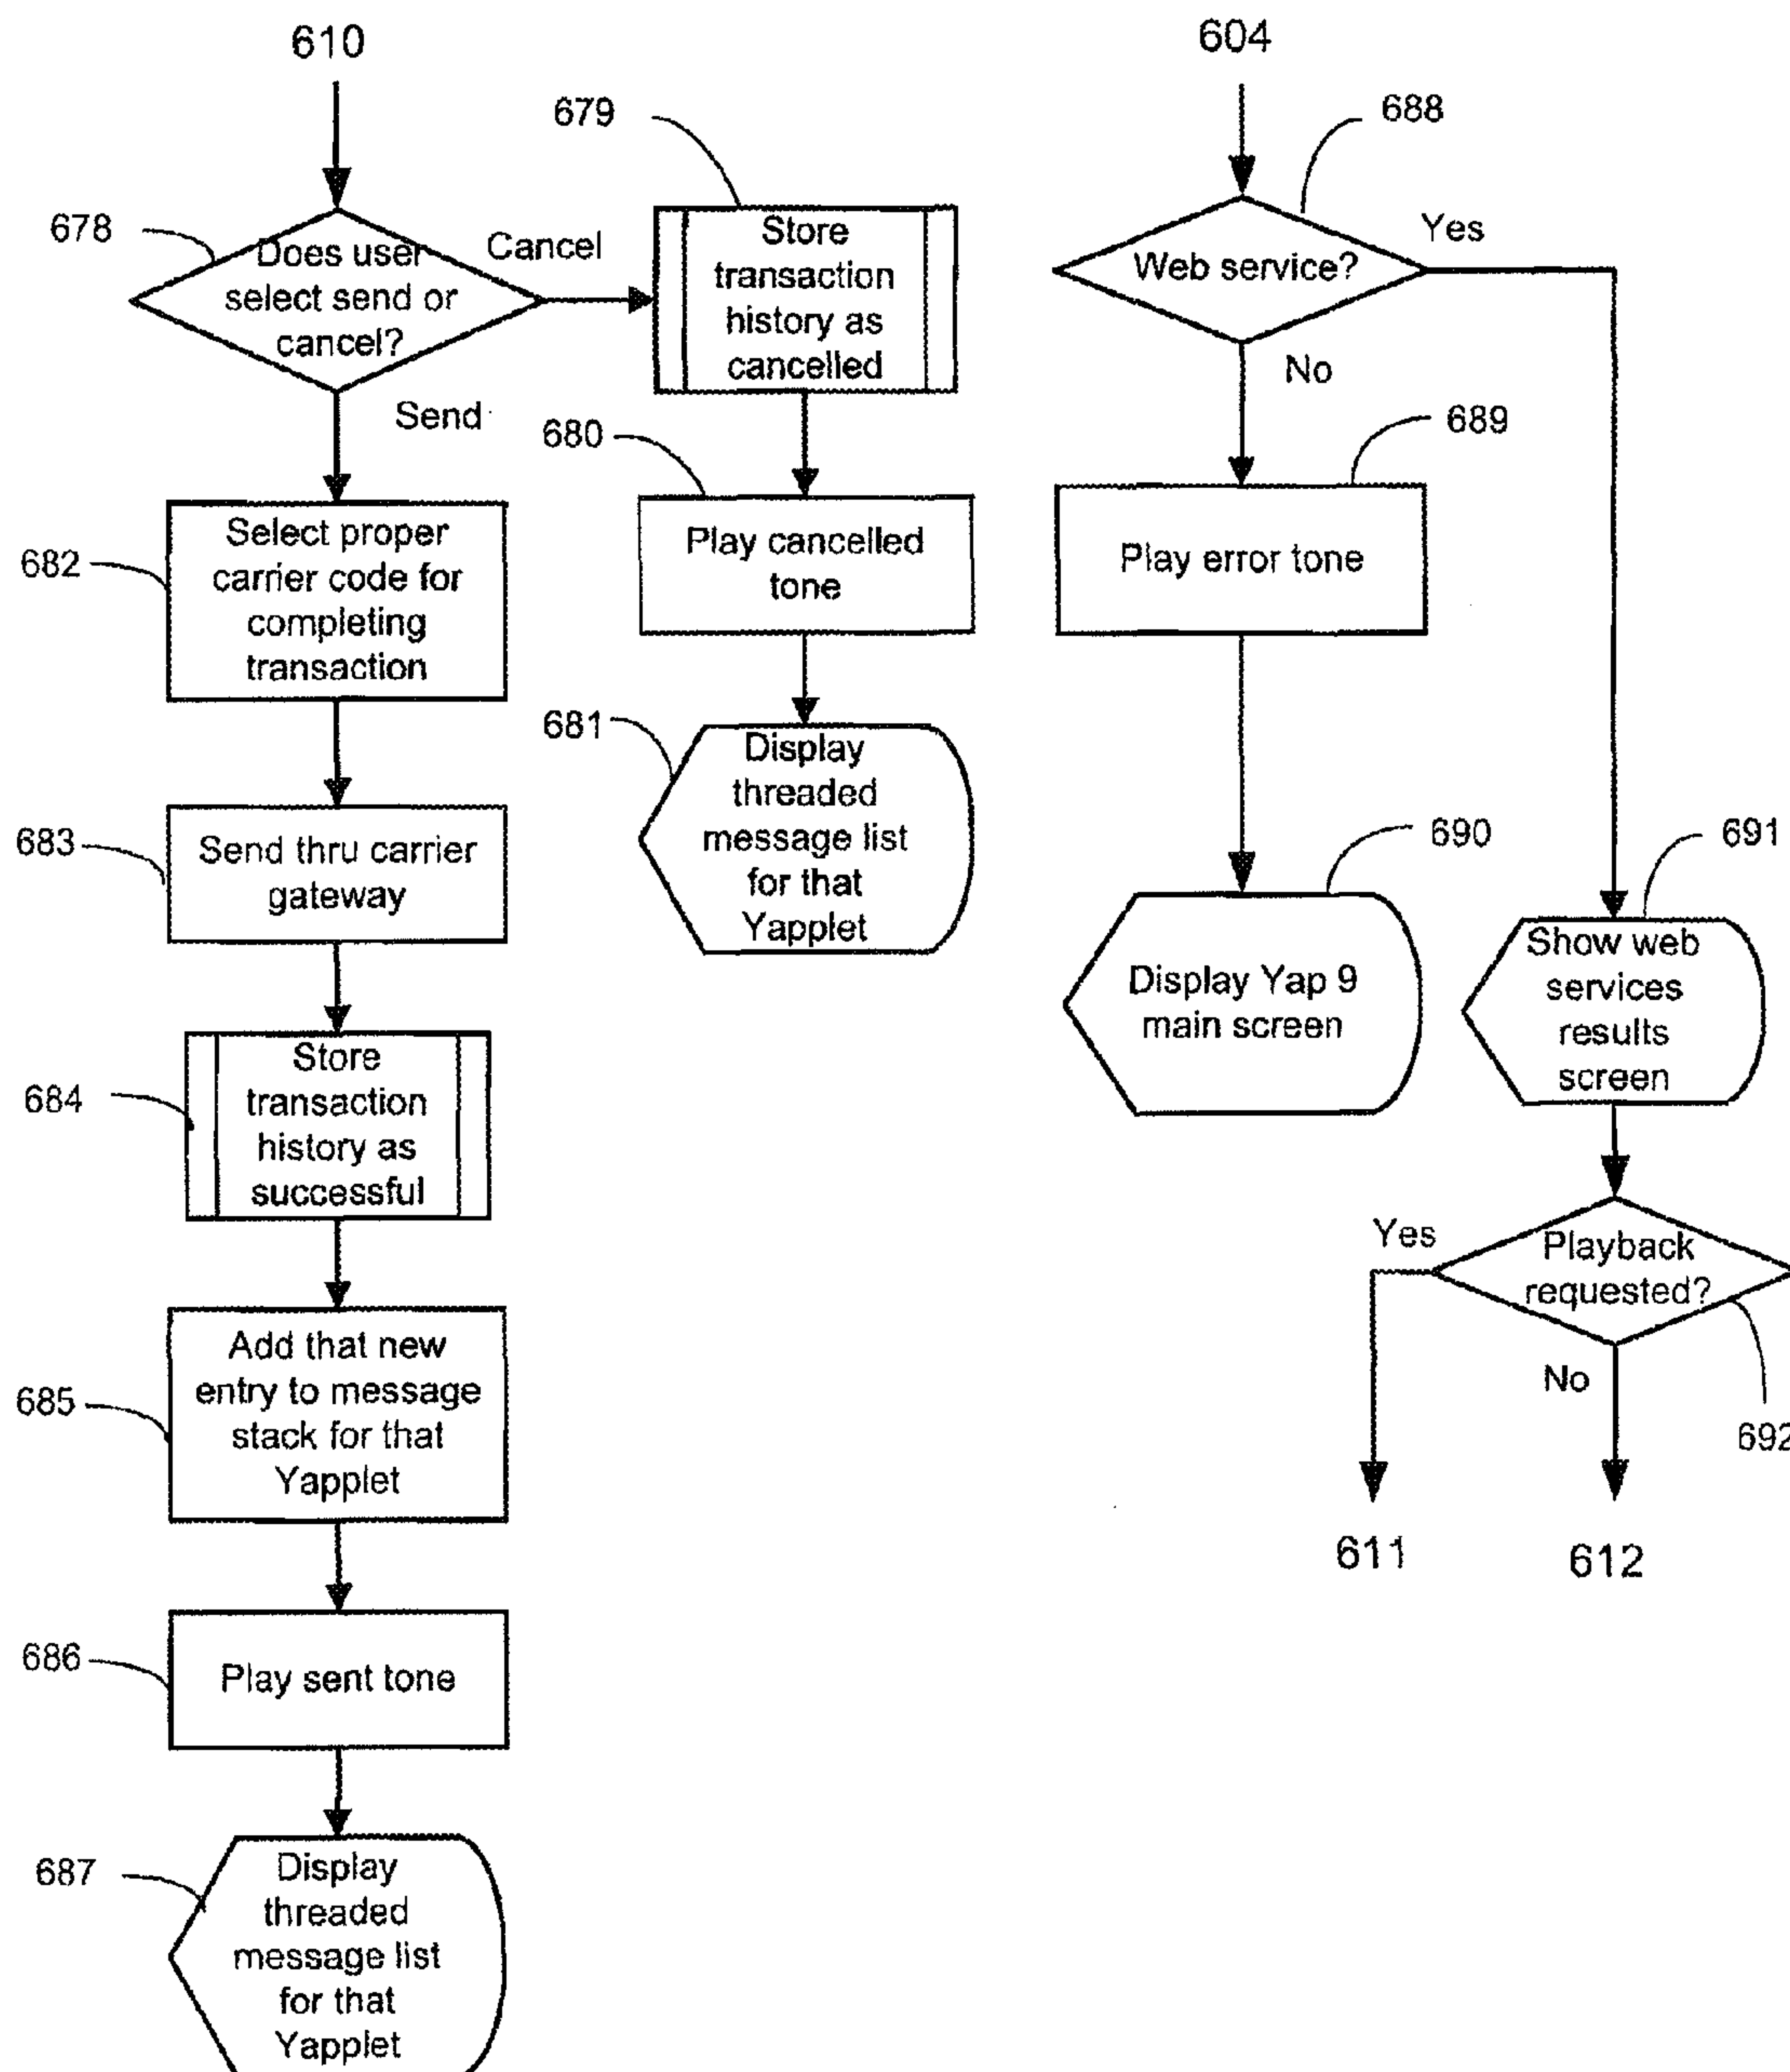 610
678
Does user
select send or
cancel?
Cancel
Send
679
Store
transaction
history as
cancelled
680
Play cancelled
tone
681
Display
threaded
message list
for that
Yapplet
682
Select proper
carrier code for
completing
transaction
683
Send thru carrier
gateway
684
Store
transaction
history as
successful
685
Add that new
entry to message
stack for that
Yapplet
686
Play sent tone
687
Display
threaded
message list
for that
Yapplet
604
688
Web service?
Yes
No
689
Play error tone
690
Display Yap 9
main screen
691
Show web
services
results
screen
Yes
Playback
requested?
No
692
611
612